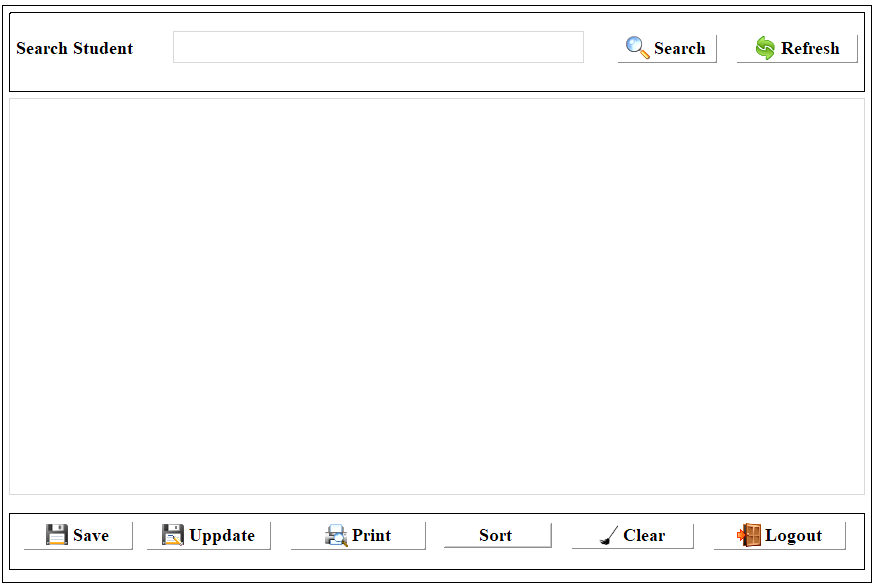 Search Student Search Refresh
Save Uppdate Print Sort Clear Logout